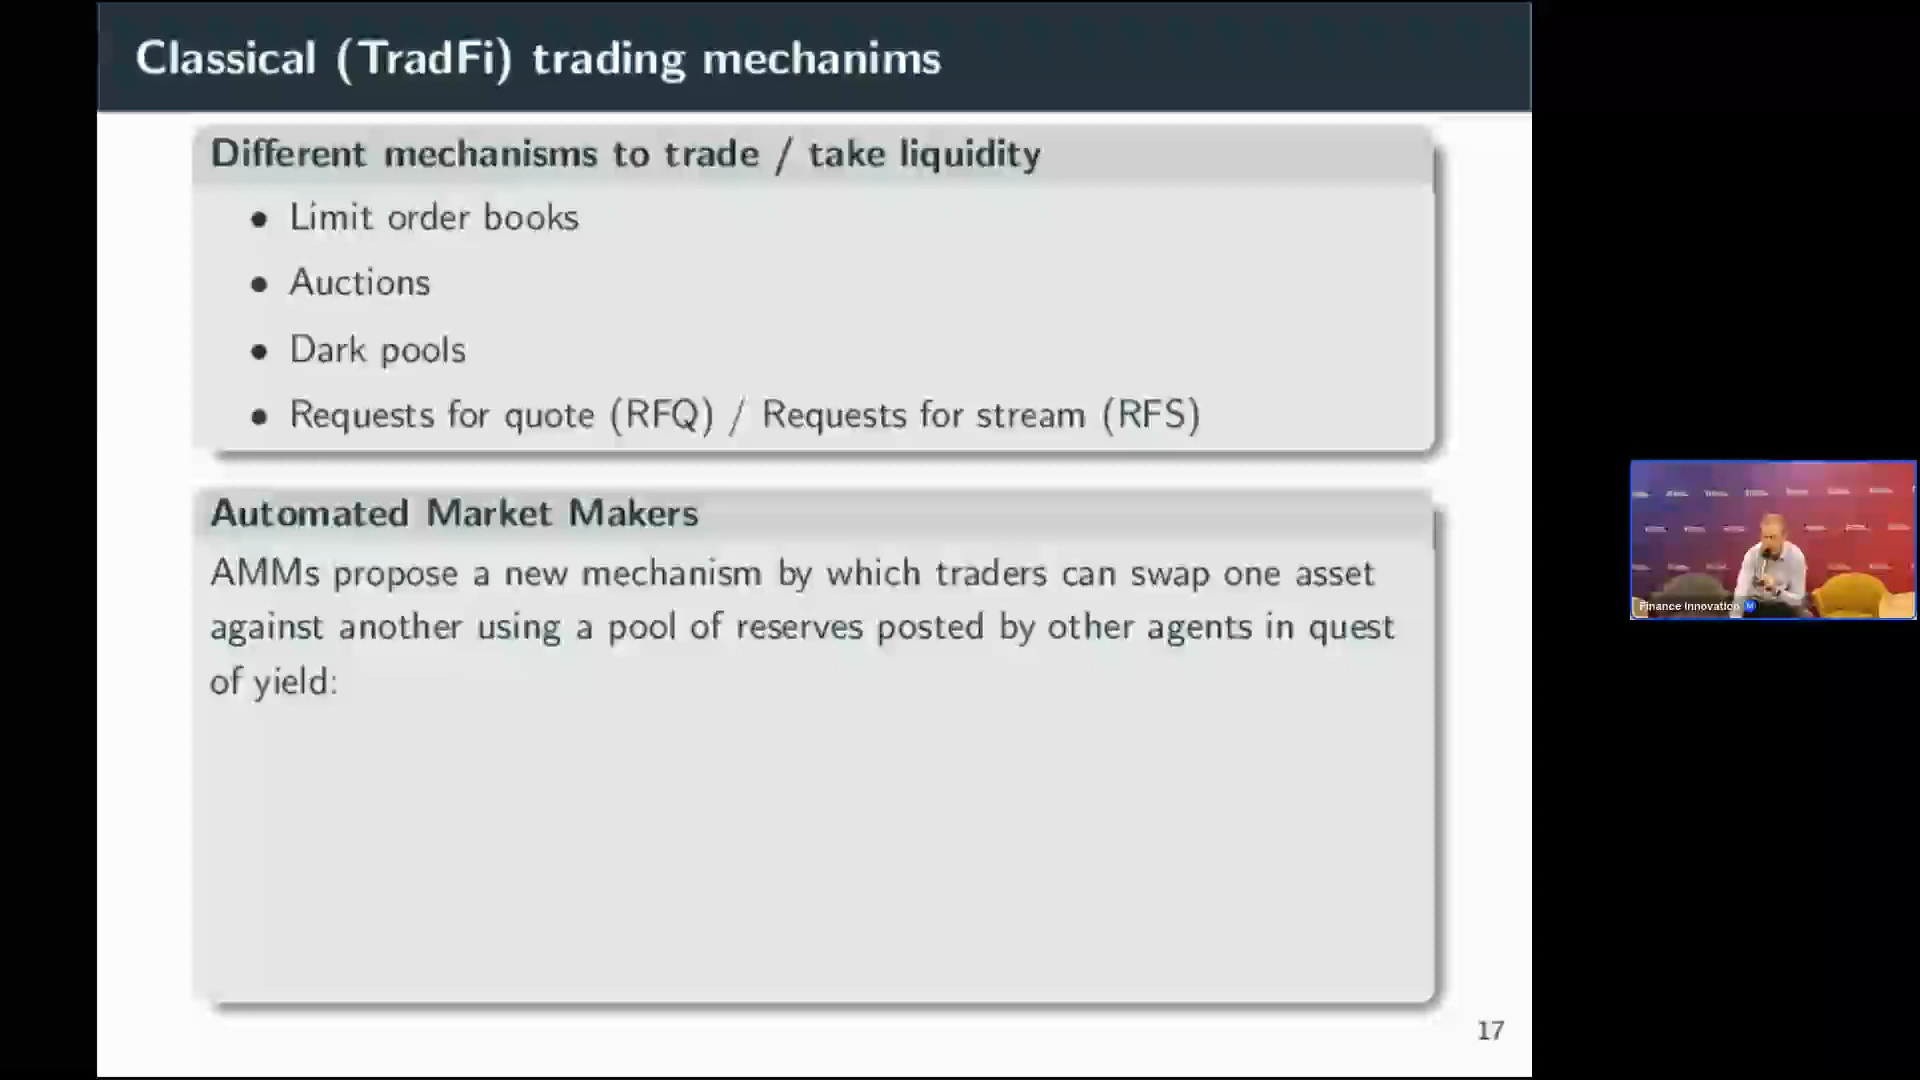 Classical (TradFi) trading mechanims
Different mechanisms to trade / take liquidity
• Limit order books
• Auctions
• Dark pools
• Requests for quote (RFQ) / Requests for stream (RFS)
Automated Market Makers
AMMs propose a new mechanism by which traders can swap one asset
against another using a pool of reserves posted by other agents in quest
of yield:
17
Finance Innovation M